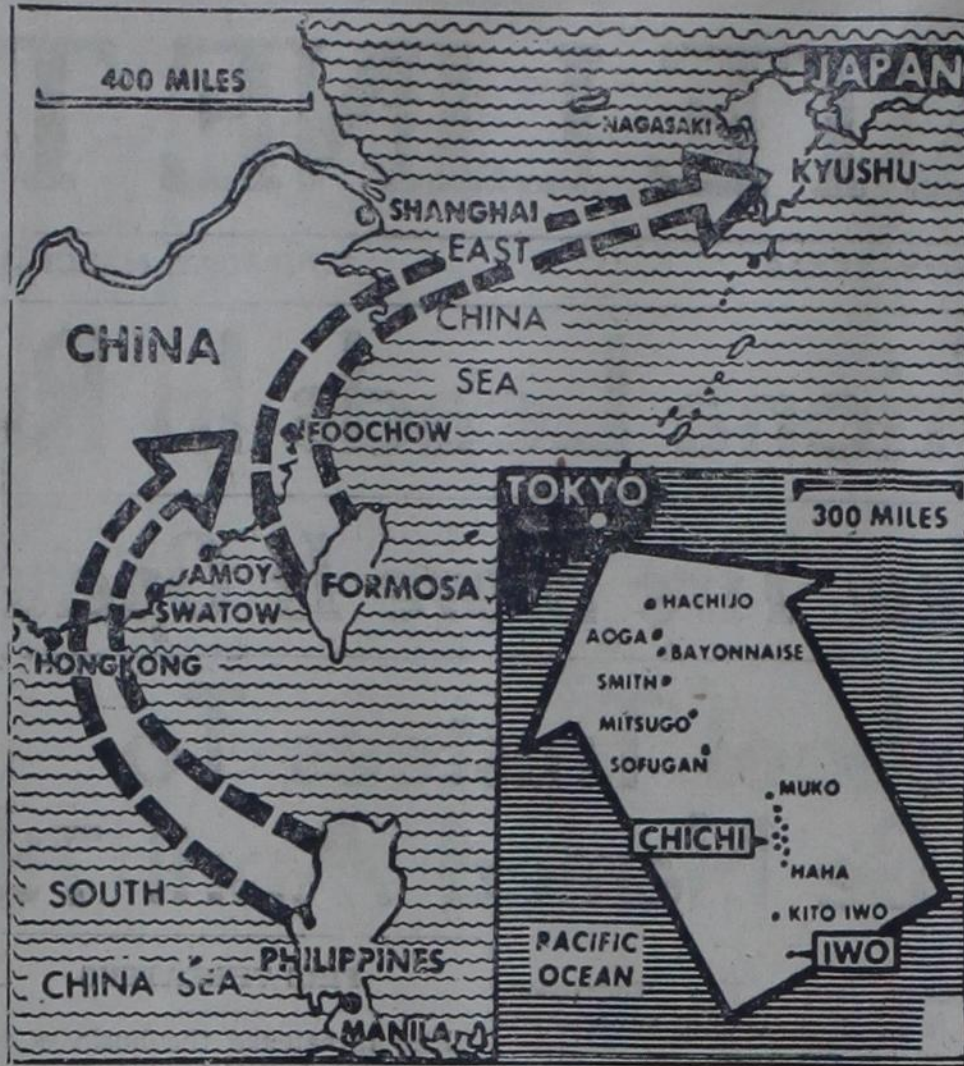 400 MILES
JAPAN
NAGASAKI
KYUSHU
SHANGHAI
EAST
CHINA
SEA
CHINA
FOOCHOW
AMOY
SWATOW
FORMOSA
HONGKONG
SOUTH
CHINA SEA
PHILIPPINES
MANILA
TOKYO
300 MILES
HACHIJO
AOGA
BAYONNAISE
SMITH
MITSUGO
SOFUGAN
MUKO
CHICHI
HAHA
KITO IWO
IWO
PACIFIC
OCEAN